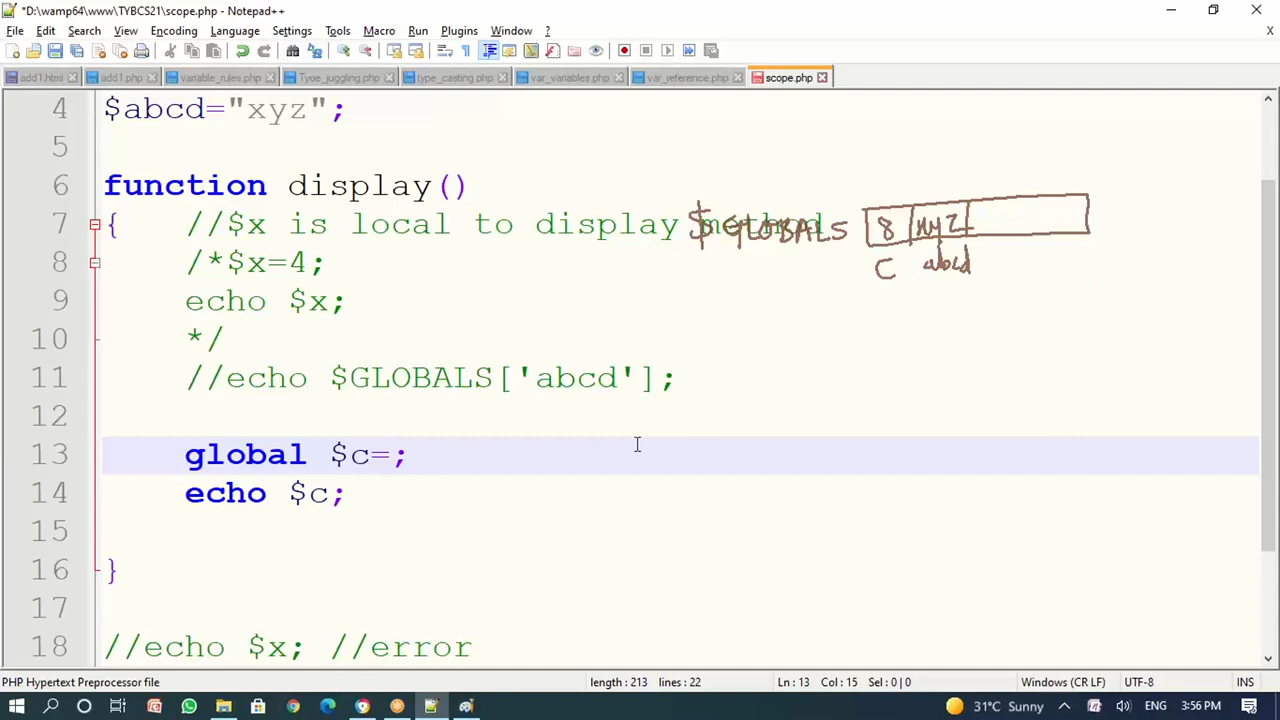 *D:\wamp64\www\TYBCS21\scope.php - Notepad++
File Edit Search View Encoding Language Settings Tools Macro Run Plugins Window ?
X
add1.html add1.php variable_rules.php Tyoe_juggling.php type_casting.php var_variables.php var_reference.php scope.php
4 $abcd="xyz";
5
6 function display()
7 { //$x is local to display method
$ GLOBALS 8 xyz
8 /*$x=4;
C abcd
9 echo $x;
10 */
11 //echo $GLOBALS['abcd'];
12
13 global $c=;
14 echo $c;
15
16 }
17
18 //echo $x; //error
PHP Hypertext Preprocessor file length : 213 lines : 22 Ln : 13 Col : 15 Sel : 0 | 0 Windows (CR LF) UTF-8 INS
31°C Sunny ENG 3:56 PM